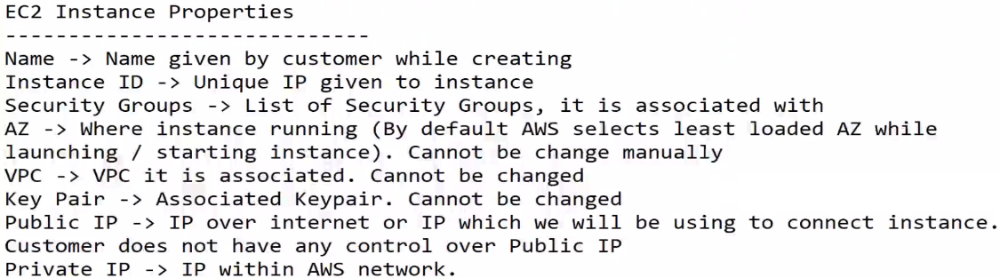 EC2 Instance Properties
-----------------------------
Name -> Name given by customer while creating
Instance ID -> Unique IP given to instance
Security Groups -> List of Security Groups, it is associated with
AZ -> Where instance running (By default AWS selects least loaded AZ while
launching / starting instance). Cannot be change manually
VPC -> VPC it is associated. Cannot be changed
Key Pair -> Associated Keypair. Cannot be changed
Public IP -> IP over internet or IP which we will be using to connect instance.
Customer does not have any control over Public IP
Private IP -> IP within AWS network.